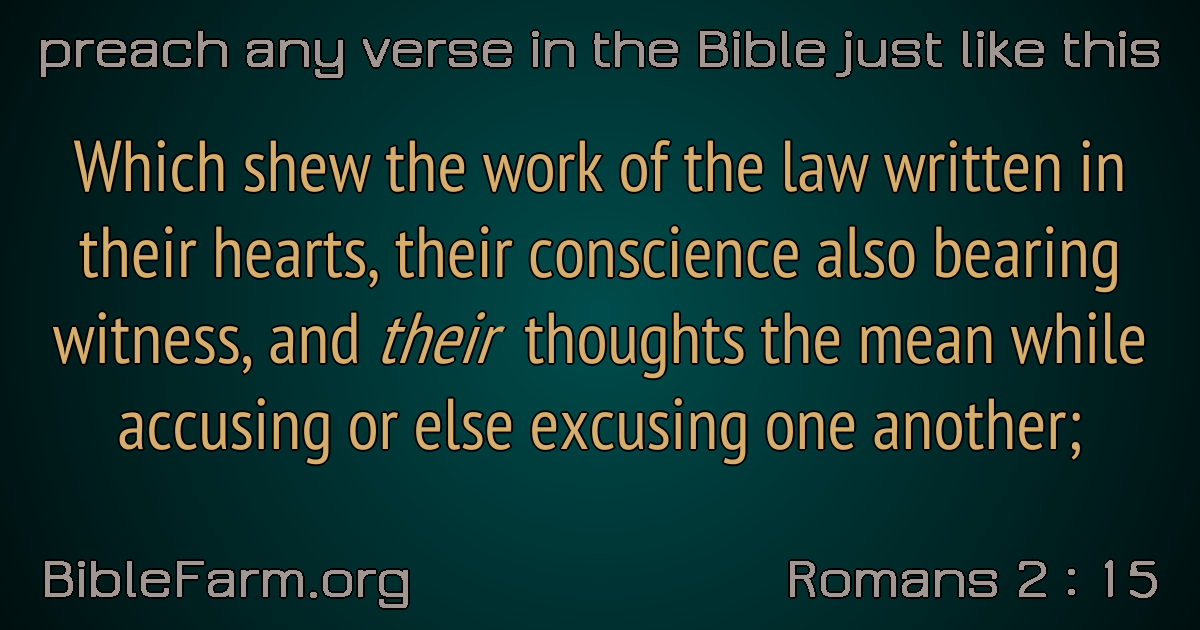 preach any verse in the Bible just like this
Which shew the work of the law written in
their hearts, their conscience also bearing
witness, and their thoughts the mean while
accusing or else excusing one another;
BibleFarm.org
Romans 2 : 15